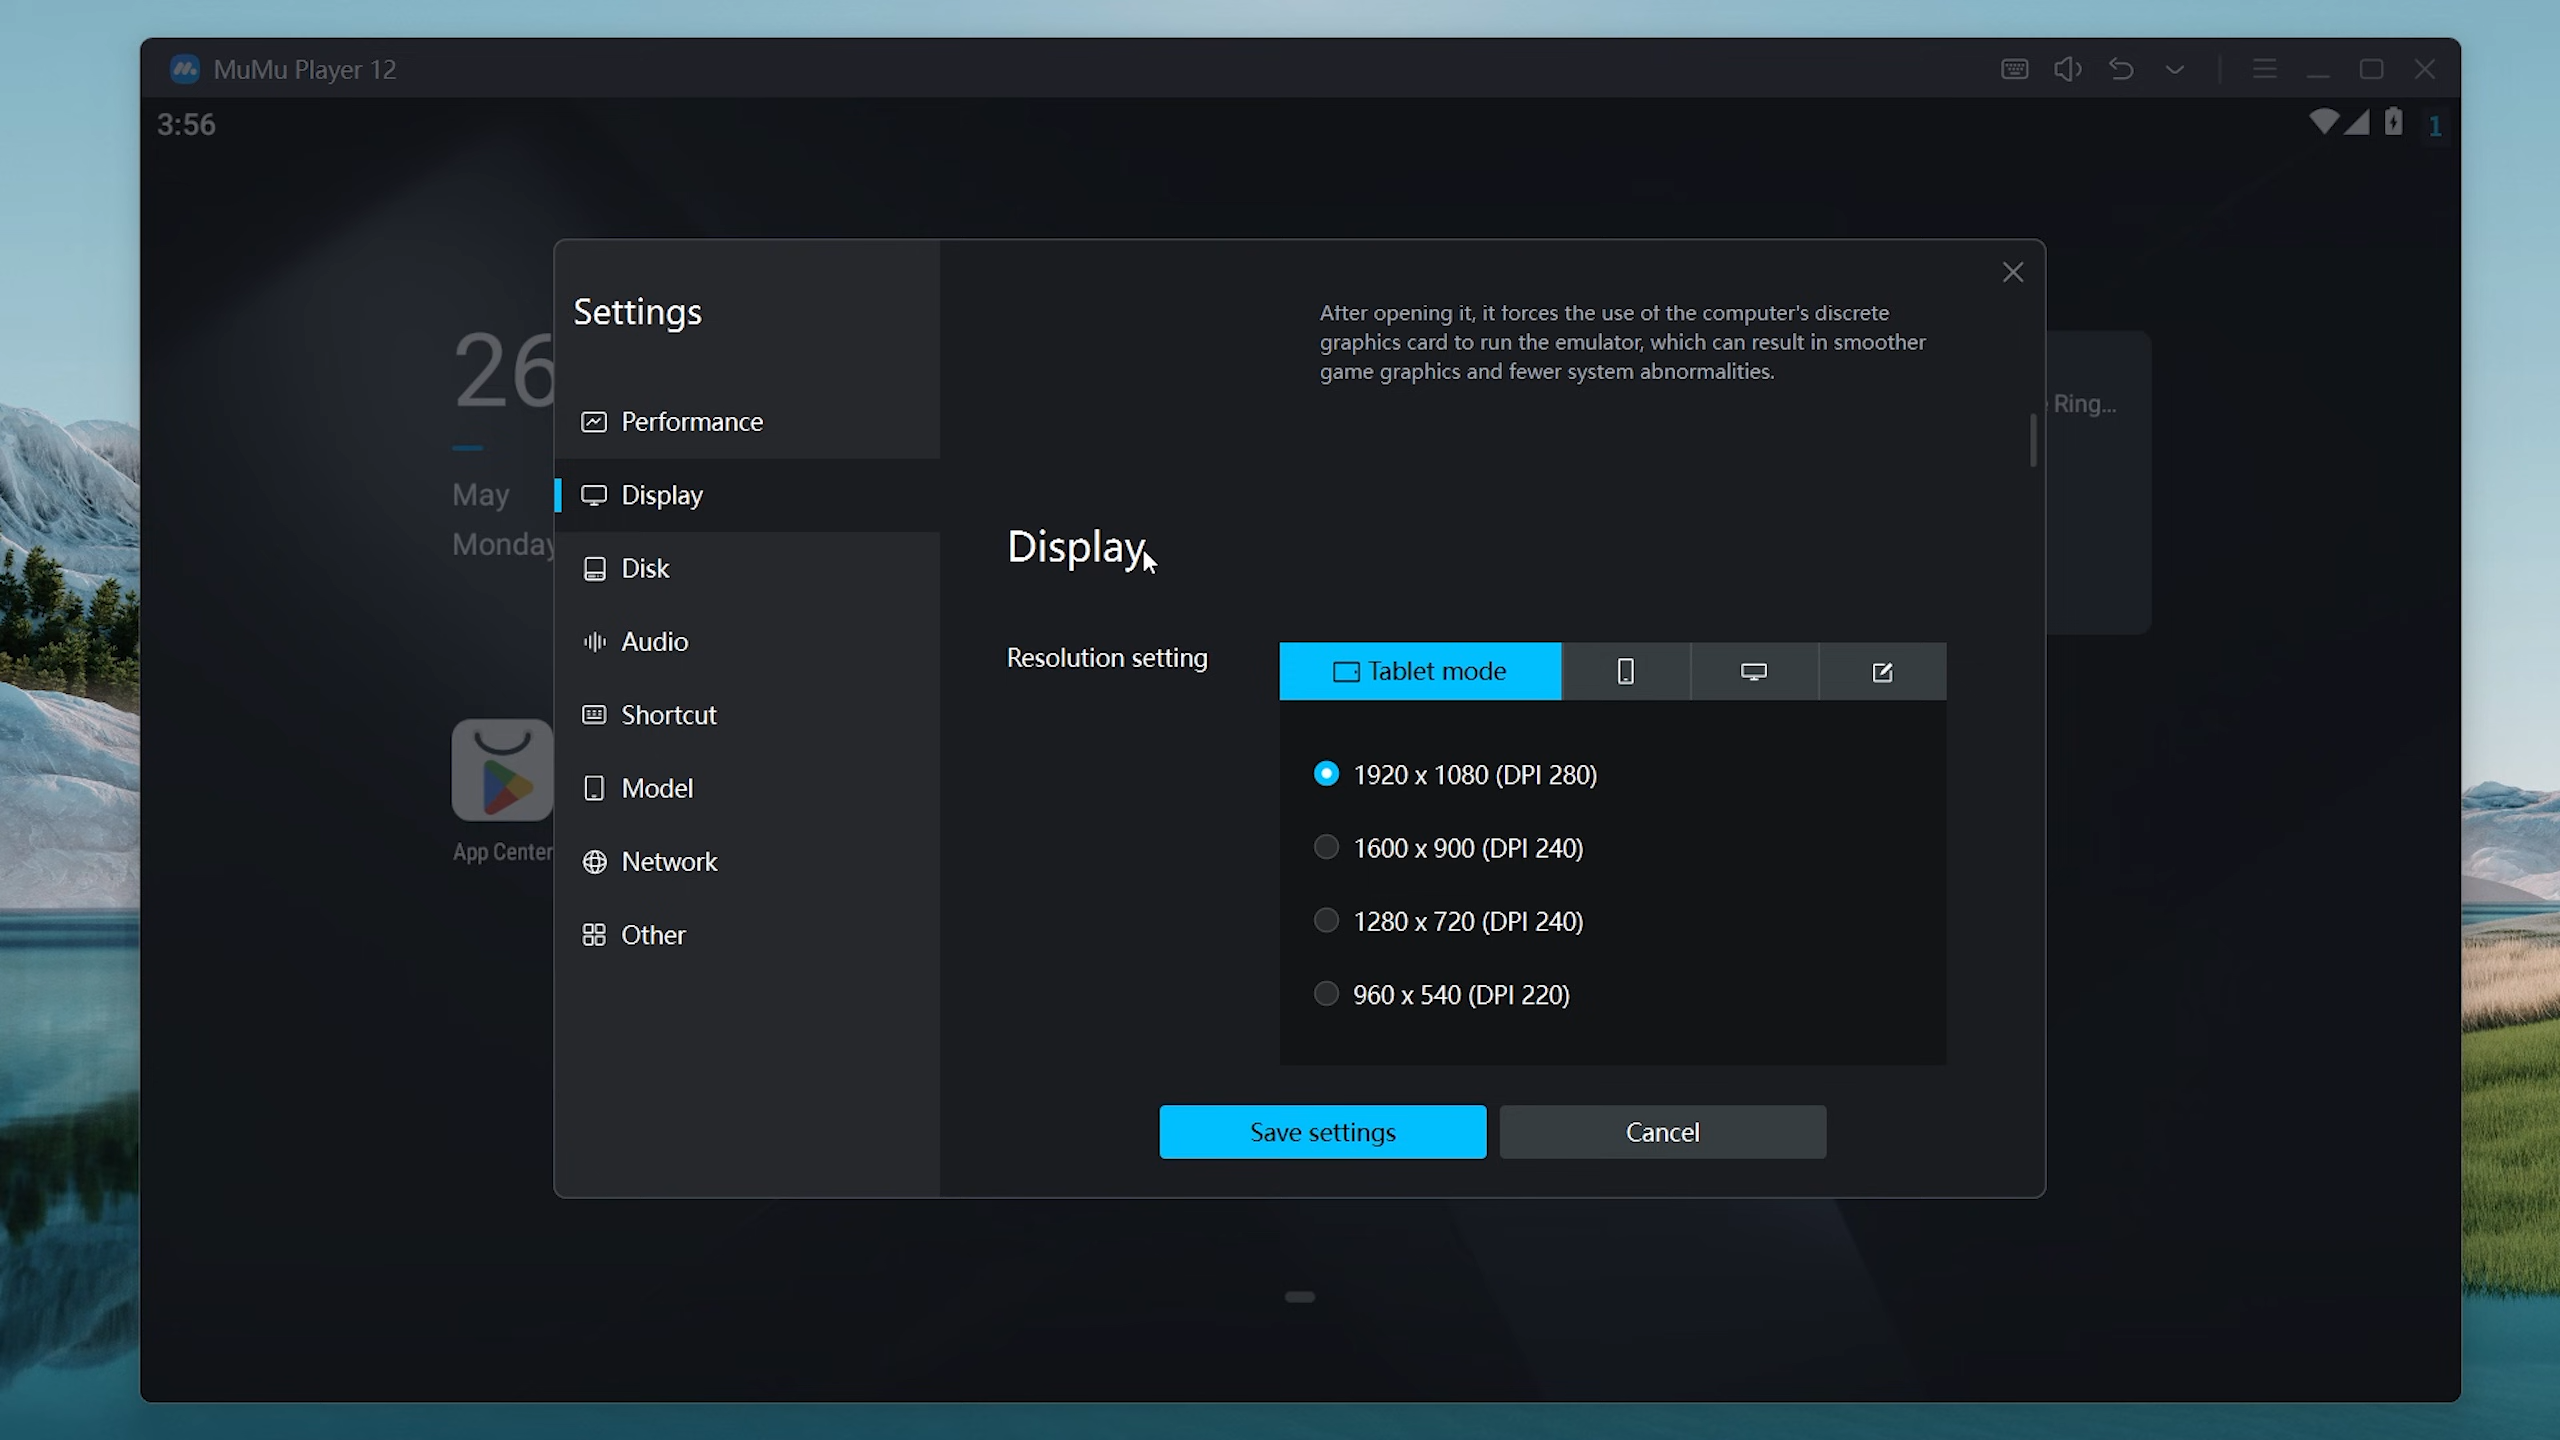 MuMu Player 12
3:56
1
Settings
After opening it, it forces the use of the computer's discrete
graphics card to run the emulator, which can result in smoother
game graphics and fewer system abnormalities.
26
Ring...
Performance
May
Display
Monday
Display
Disk
Audio
Resolution setting
Tablet mode
Shortcut
1920 x 1080 (DPI 280)
Model
1600 x 900 (DPI 240)
App Center
Network
1280 x 720 (DPI 240)
Other
960 x 540 (DPI 220)
Save settings
Cancel